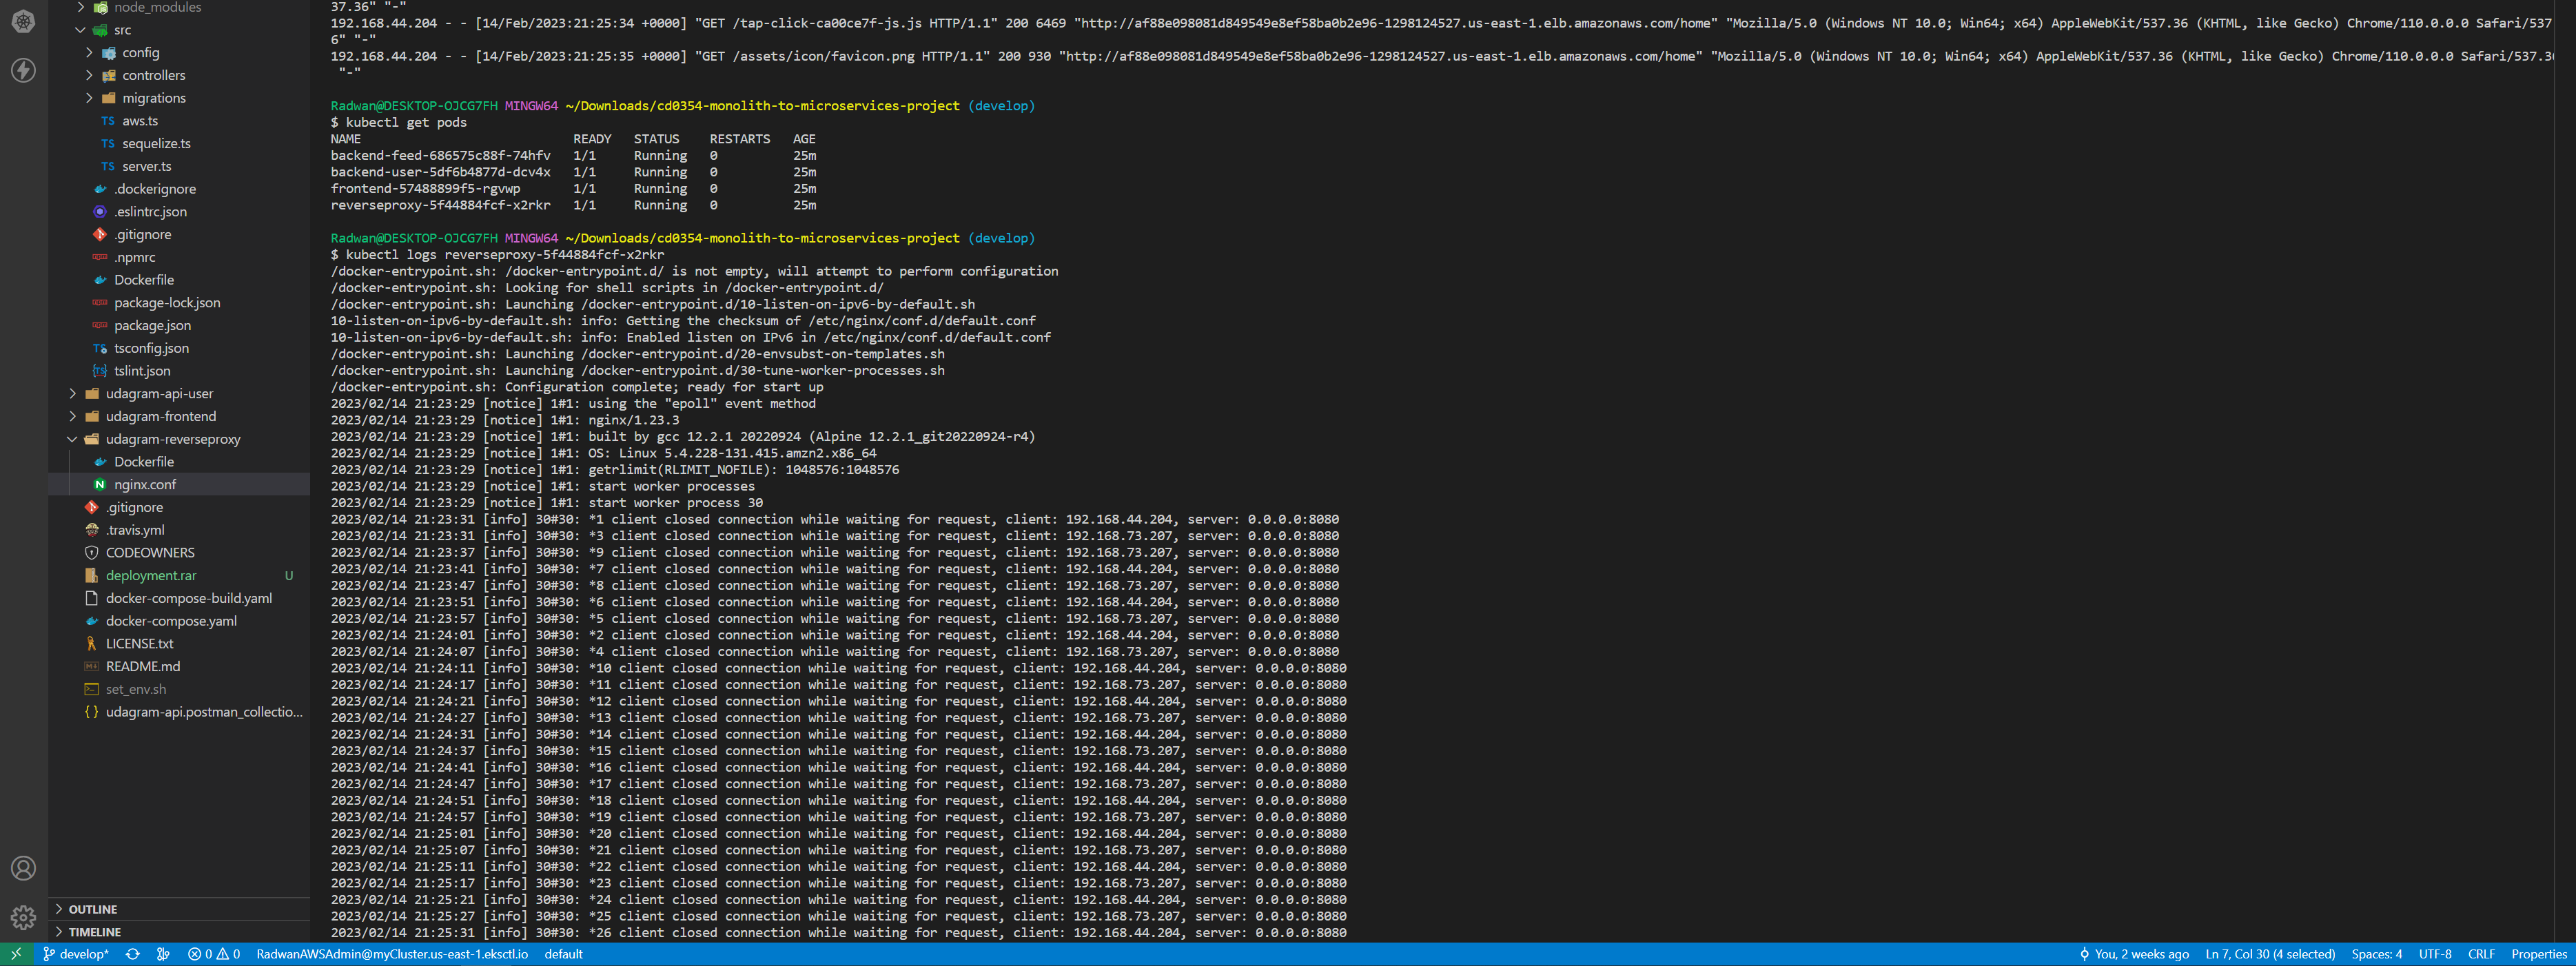 node_modules
src
config
controllers
migrations
aws.ts
sequelize.ts
server.ts
.dockerignore
.eslintrc.json
.gitignore
.npmrc
Dockerfile
package-lock.json
package.json
tsconfig.json
tslint.json
udagram-api-user
udagram-frontend
udagram-reverseproxy
Dockerfile
nginx.conf
.gitignore
.travis.yml
CODEOWNERS
deployment.rar U
docker-compose-build.yaml
docker-compose.yaml
LICENSE.txt
README.md
set_env.sh
udagram-api.postman_collectio...
OUTLINE
TIMELINE
37.36" "-"
192.168.44.204 - - [14/Feb/2023:21:25:34 +0000] "GET /tap-click-ca00ce7f-js.js HTTP/1.1" 200 6469 "http://af88e098081d849549e8ef58ba0b2e96-1298124527.us-east-1.elb.amazonaws.com/home" "Mozilla/5.0 (Windows NT 10.0; Win64; x64) AppleWebKit/537.36 (KHTML, like Gecko) Chrome/110.0.0.0 Safari/537
6" "-"
192.168.44.204 - - [14/Feb/2023:21:25:35 +0000] "GET /assets/icon/favicon.png HTTP/1.1" 200 930 "http://af88e098081d849549e8ef58ba0b2e96-1298124527.us-east-1.elb.amazonaws.com/home" "Mozilla/5.0 (Windows NT 10.0; Win64; x64) AppleWebKit/537.36 (KHTML, like Gecko) Chrome/110.0.0.0 Safari/537.3
"-"
Radwan@DESKTOP-OJCG7FH MINGW64 ~/Downloads/cd0354-monolith-to-microservices-project (develop)
$ kubectl get pods
NAME READY STATUS RESTARTS AGE
backend-feed-686575c88f-74hfv 1/1 Running 0 25m
backend-user-5df6b4877d-dcv4x 1/1 Running 0 25m
frontend-57488899f5-rgvwp 1/1 Running 0 25m
reverseproxy-5f44884fcf-x2rkr 1/1 Running 0 25m
Radwan@DESKTOP-OJCG7FH MINGW64 ~/Downloads/cd0354-monolith-to-microservices-project (develop)
$ kubectl logs reverseproxy-5f44884fcf-x2rkr
/docker-entrypoint.sh: /docker-entrypoint.d/ is not empty, will attempt to perform configuration
/docker-entrypoint.sh: Looking for shell scripts in /docker-entrypoint.d/
/docker-entrypoint.sh: Launching /docker-entrypoint.d/10-listen-on-ipv6-by-default.sh
10-listen-on-ipv6-by-default.sh: info: Getting the checksum of /etc/nginx/conf.d/default.conf
10-listen-on-ipv6-by-default.sh: info: Enabled listen on IPv6 in /etc/nginx/conf.d/default.conf
/docker-entrypoint.sh: Launching /docker-entrypoint.d/20-envsubst-on-templates.sh
/docker-entrypoint.sh: Launching /docker-entrypoint.d/30-tune-worker-processes.sh
/docker-entrypoint.sh: Configuration complete; ready for start up
2023/02/14 21:23:29 [notice] 1#1: using the "epoll" event method
2023/02/14 21:23:29 [notice] 1#1: nginx/1.23.3
2023/02/14 21:23:29 [notice] 1#1: built by gcc 12.2.1 20220924 (Alpine 12.2.1_git20220924-r4)
2023/02/14 21:23:29 [notice] 1#1: OS: Linux 5.4.228-131.415.amzn2.x86_64
2023/02/14 21:23:29 [notice] 1#1: getrlimit(RLIMIT_NOFILE): 1048576:1048576
2023/02/14 21:23:29 [notice] 1#1: start worker processes
2023/02/14 21:23:29 [notice] 1#1: start worker process 30
2023/02/14 21:23:31 [info] 30#30: *1 client closed connection while waiting for request, client: 192.168.44.204, server: 0.0.0.0:8080
2023/02/14 21:23:31 [info] 30#30: *3 client closed connection while waiting for request, client: 192.168.73.207, server: 0.0.0.0:8080
2023/02/14 21:23:37 [info] 30#30: *9 client closed connection while waiting for request, client: 192.168.73.207, server: 0.0.0.0:8080
2023/02/14 21:23:41 [info] 30#30: *7 client closed connection while waiting for request, client: 192.168.44.204, server: 0.0.0.0:8080
2023/02/14 21:23:47 [info] 30#30: *8 client closed connection while waiting for request, client: 192.168.73.207, server: 0.0.0.0:8080
2023/02/14 21:23:51 [info] 30#30: *6 client closed connection while waiting for request, client: 192.168.44.204, server: 0.0.0.0:8080
2023/02/14 21:23:57 [info] 30#30: *5 client closed connection while waiting for request, client: 192.168.73.207, server: 0.0.0.0:8080
2023/02/14 21:24:01 [info] 30#30: *2 client closed connection while waiting for request, client: 192.168.44.204, server: 0.0.0.0:8080
2023/02/14 21:24:07 [info] 30#30: *4 client closed connection while waiting for request, client: 192.168.73.207, server: 0.0.0.0:8080
2023/02/14 21:24:11 [info] 30#30: *10 client closed connection while waiting for request, client: 192.168.44.204, server: 0.0.0.0:8080
2023/02/14 21:24:17 [info] 30#30: *11 client closed connection while waiting for request, client: 192.168.73.207, server: 0.0.0.0:8080
2023/02/14 21:24:21 [info] 30#30: *12 client closed connection while waiting for request, client: 192.168.44.204, server: 0.0.0.0:8080
2023/02/14 21:24:27 [info] 30#30: *13 client closed connection while waiting for request, client: 192.168.73.207, server: 0.0.0.0:8080
2023/02/14 21:24:31 [info] 30#30: *14 client closed connection while waiting for request, client: 192.168.44.204, server: 0.0.0.0:8080
2023/02/14 21:24:37 [info] 30#30: *15 client closed connection while waiting for request, client: 192.168.73.207, server: 0.0.0.0:8080
2023/02/14 21:24:41 [info] 30#30: *16 client closed connection while waiting for request, client: 192.168.44.204, server: 0.0.0.0:8080
2023/02/14 21:24:47 [info] 30#30: *17 client closed connection while waiting for request, client: 192.168.73.207, server: 0.0.0.0:8080
2023/02/14 21:24:51 [info] 30#30: *18 client closed connection while waiting for request, client: 192.168.44.204, server: 0.0.0.0:8080
2023/02/14 21:24:57 [info] 30#30: *19 client closed connection while waiting for request, client: 192.168.73.207, server: 0.0.0.0:8080
2023/02/14 21:25:01 [info] 30#30: *20 client closed connection while waiting for request, client: 192.168.44.204, server: 0.0.0.0:8080
2023/02/14 21:25:07 [info] 30#30: *21 client closed connection while waiting for request, client: 192.168.73.207, server: 0.0.0.0:8080
2023/02/14 21:25:11 [info] 30#30: *22 client closed connection while waiting for request, client: 192.168.44.204, server: 0.0.0.0:8080
2023/02/14 21:25:17 [info] 30#30: *23 client closed connection while waiting for request, client: 192.168.73.207, server: 0.0.0.0:8080
2023/02/14 21:25:21 [info] 30#30: *24 client closed connection while waiting for request, client: 192.168.44.204, server: 0.0.0.0:8080
2023/02/14 21:25:27 [info] 30#30: *25 client closed connection while waiting for request, client: 192.168.73.207, server: 0.0.0.0:8080
2023/02/14 21:25:31 [info] 30#30: *26 client closed connection while waiting for request, client: 192.168.44.204, server: 0.0.0.0:8080
develop* 0 0 RadwanAWSAdmin@myCluster.us-east-1.eksctl.io default You, 2 weeks ago Ln 7, Col 30 (4 selected) Spaces: 4 UTF-8 CRLF Properties